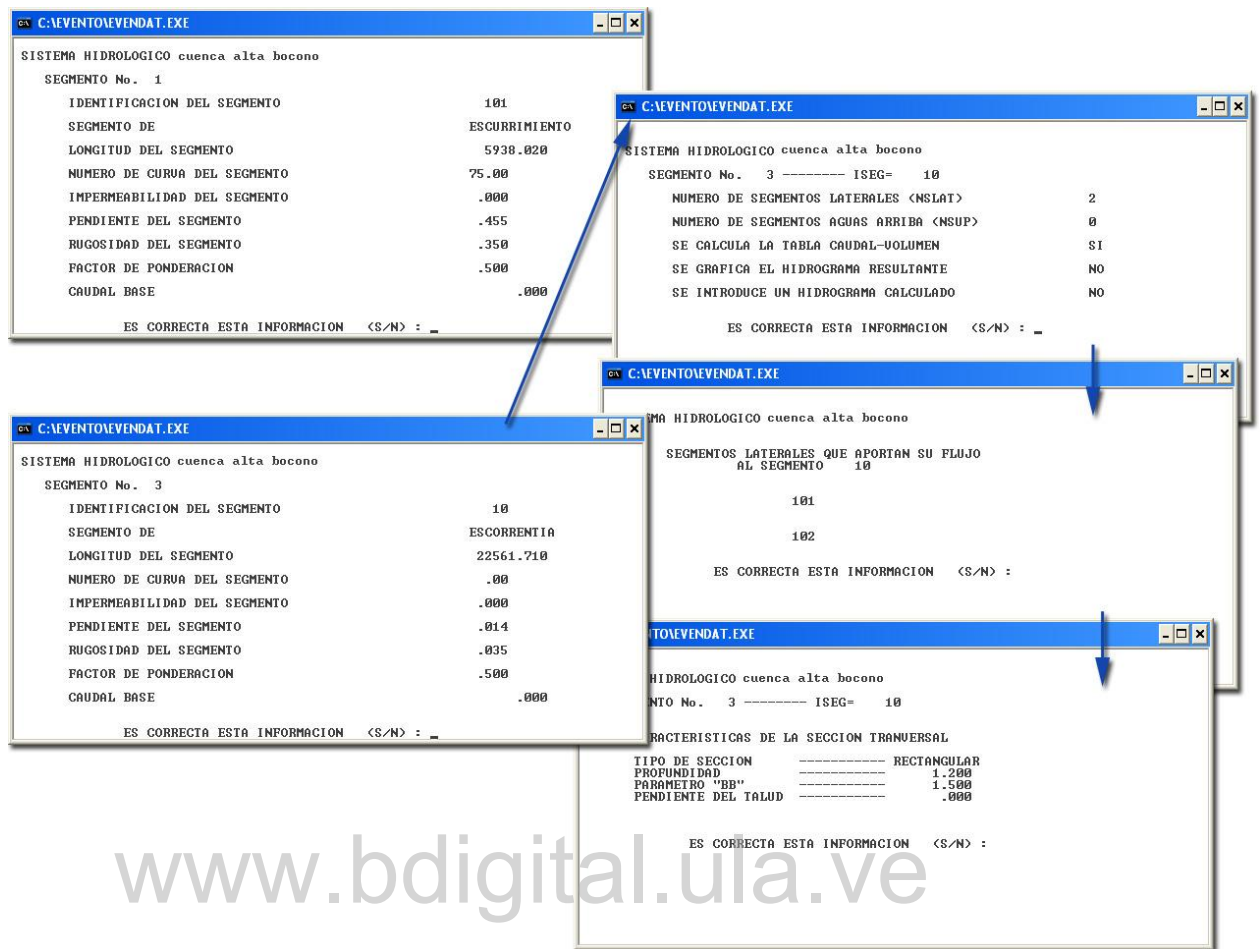 C:\EVENTO\EVENDAT.EXE
SISTEMA HIDROLOGICO cuenca alta bocono
SEGMENTO No. 1
IDENTIFICACION DEL SEGMENTO 101
SEGMENTO DE ESCURRIMIENTO
LONGITUD DEL SEGMENTO 5938.020
NUMERO DE CURVA DEL SEGMENTO 75.00
IMPERMEABILIDAD DEL SEGMENTO .000
PENDIENTE DEL SEGMENTO .455
RUGOSIDAD DEL SEGMENTO .350
FACTOR DE PONDERACION .500
CAUDAL BASE .000
ES CORRECTA ESTA INFORMACION (S/N) : _
C:\EVENTO\EVENDAT.EXE
SISTEMA HIDROLOGICO cuenca alta bocono
SEGMENTO No. 3
IDENTIFICACION DEL SEGMENTO 10
SEGMENTO DE ESCORRENTIA
LONGITUD DEL SEGMENTO 22561.710
NUMERO DE CURVA DEL SEGMENTO .00
IMPERMEABILIDAD DEL SEGMENTO .000
PENDIENTE DEL SEGMENTO .014
RUGOSIDAD DEL SEGMENTO .035
FACTOR DE PONDERACION .500
CAUDAL BASE .000
ES CORRECTA ESTA INFORMACION (S/N) : _
C:\EVENTO\EVENDAT.EXE
SISTEMA HIDROLOGICO cuenca alta bocono
SEGMENTO No. 3 -------- ISEG= 10
NUMERO DE SEGMENTOS LATERALES (NSLAT) 2
NUMERO DE SEGMENTOS AGUAS ARRIBA (NSUP) 0
SE CALCULA LA TABLA CAUDAL-VOLUMEN SI
SE GRAFICA EL HIDROGRAMA RESULTANTE NO
SE INTRODUCE UN HIDROGRAMA CALCULADO NO
ES CORRECTA ESTA INFORMACION (S/N) : _
C:\EVENTO\EVENDAT.EXE
MA HIDROLOGICO cuenca alta bocono
SEGMENTOS LATERALES QUE APORTAN SU FLUJO
AL SEGMENTO 10
101
102
ES CORRECTA ESTA INFORMACION (S/N) :
TO\EVENDAT.EXE
HIDROLOGICO cuenca alta bocono
NTO No. 3 -------- ISEG= 10
RACTERISTICAS DE LA SECCION TRANVERSAL
TIPO DE SECCION ----------- RECTANGULAR
PROFUNDIDAD ----------- 1.200
PARAMETRO "BB" ----------- 1.500
PENDIENTE DEL TALUD ----------- .000
ES CORRECTA ESTA INFORMACION (S/N) :
www.bdigital.ula.ve